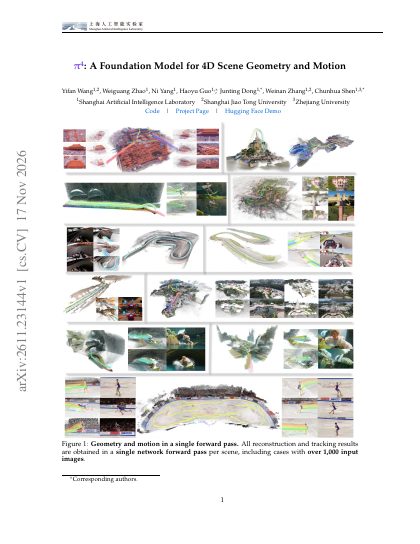 上海人工智能实验室
Shanghai Artificial Intelligence Laboratory
π⁴: A Foundation Model for 4D Scene Geometry and Motion
Yifan Wang1,2, Weiguang Zhao3, Ni Yang1, Haoyu Guo1,* Junting Dong1,*, Weinan Zhang1,2, Chunhua Shen1,3,*
1Shanghai Artificial Intelligence Laboratory 2Shanghai Jiao Tong University 3Zhejiang University
Code | Project Page | Hugging Face Demo
arXiv:2611.23144v1 [cs.CV] 17 Nov 2026
Figure 1: Geometry and motion in a single forward pass. All reconstruction and tracking results
are obtained in a single network forward pass per scene, including cases with over 1,000 input
images.
*Corresponding authors.
1